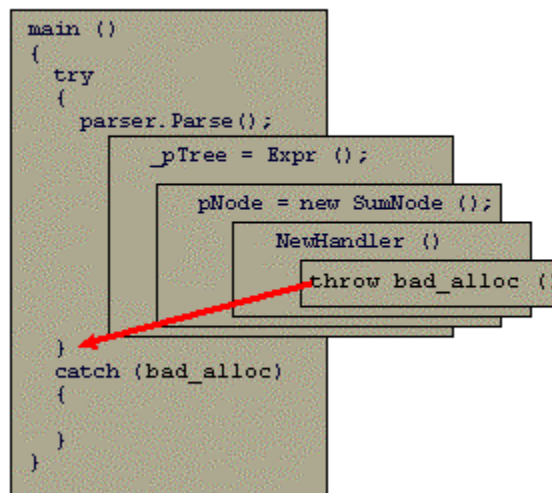 main ()
{
try
{
parser.Parse();
_pTree = Expr ();
pNode = new SumNode ();
NewHandler ()
throw bad_alloc ()
}
catch (bad_alloc)
{
}
}